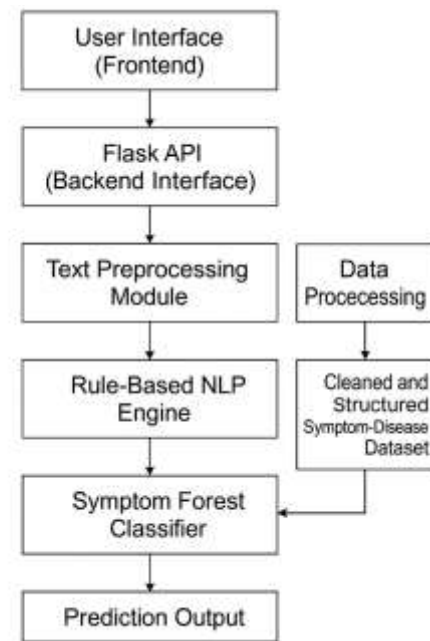 User Interface
(Frontend)
Flask API
(Backend Interface)
Text Preprocessing
Module
Data
Procecessing
Rule-Based NLP
Engine
Cleaned and
Structured
Symptom-Disease
Dataset
Symptom Forest
Classifier
Prediction Output